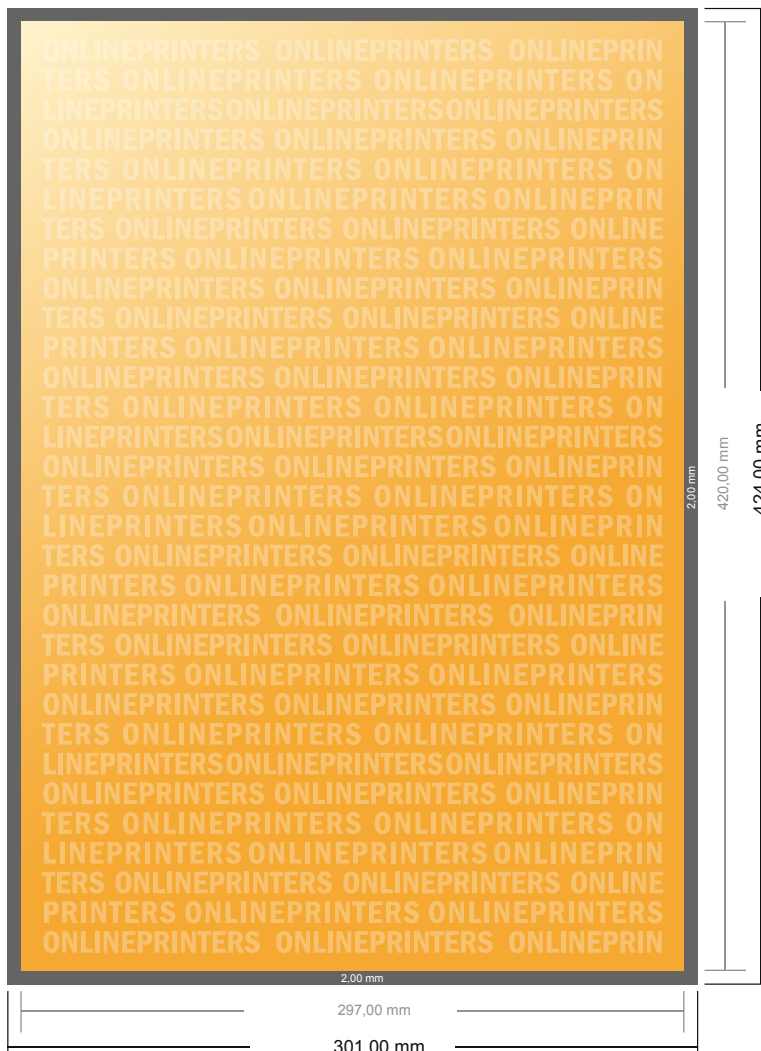 ONLINEPRINTERS ONLINEPRINTERS ONLINEPRIN
TERS ONLINEPRINTERS ONLINEPRINTERS ON
LINEPRINTERSONLINEPRINTERSONLINEPRINTERS
ONLINEPRINTERS ONLINEPRINTERS ONLINEPRIN
TERS ONLINEPRINTERS ONLINEPRINTERS ON
LINEPRINTERS ONLINEPRINTERS ONLINEPRIN
TERS ONLINEPRINTERS ONLINEPRINTERS ONLINE
PRINTERS ONLINEPRINTERS ONLINEPRINTERS
ONLINEPRINTERS ONLINEPRINTERS ONLINEPRIN
TERS ONLINEPRINTERS ONLINEPRINTERS ONLINE
PRINTERS ONLINEPRINTERS ONLINEPRINTERS
ONLINEPRINTERS ONLINEPRINTERS ONLINEPRIN
TERS ONLINEPRINTERS ONLINEPRINTERS ON
LINEPRINTERSONLINEPRINTERSONLINEPRINTERS
ONLINEPRINTERS ONLINEPRINTERS ONLINEPRIN
TERS ONLINEPRINTERS ONLINEPRINTERS ON
LINEPRINTERS ONLINEPRINTERS ONLINEPRIN
TERS ONLINEPRINTERS ONLINEPRINTERS ONLINE
PRINTERS ONLINEPRINTERS ONLINEPRINTERS
ONLINEPRINTERS ONLINEPRINTERS ONLINEPRIN
TERS ONLINEPRINTERS ONLINEPRINTERS ONLINE
PRINTERS ONLINEPRINTERS ONLINEPRINTERS
ONLINEPRINTERS ONLINEPRINTERS ONLINEPRIN
TERS ONLINEPRINTERS ONLINEPRINTERS ON
LINEPRINTERSONLINEPRINTERSONLINEPRINTERS
ONLINEPRINTERS ONLINEPRINTERS ONLINEPRIN
TERS ONLINEPRINTERS ONLINEPRINTERS ON
LINEPRINTERS ONLINEPRINTERS ONLINEPRIN
TERS ONLINEPRINTERS ONLINEPRINTERS ONLINE
PRINTERS ONLINEPRINTERS ONLINEPRINTERS
ONLINEPRINTERS ONLINEPRINTERS ONLINEPRIN
2,00 mm
420,00 mm
424,00 mm
2,00 mm
297,00 mm
301,00 mm